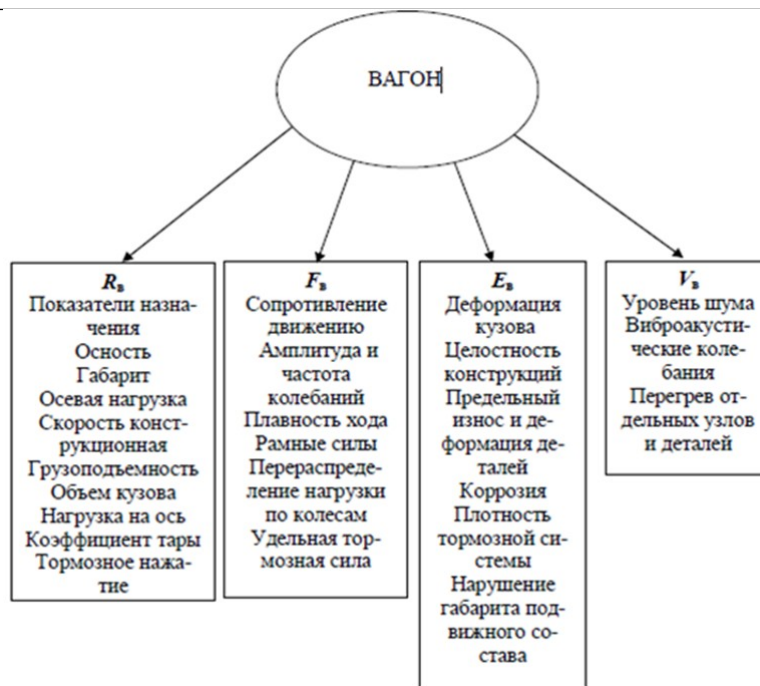 ВАГОН
Rв
Показатели назна-
чения
Осность
Габарит
Осевая нагрузка
Скорость конст-
рукционная
Грузоподъемность
Объем кузова
Нагрузка на ось
Коэффициент тары
Тормозное нажа-
тие
Fв
Сопротивление
движению
Амплитуда и
частота
колебаний
Плавность хода
Рамные силы
Перераспреде-
ление нагрузки
по колесам
Удельная тор-
мозная сила
Eв
Деформация
кузова
Целостность
конструкций
Предельный
износ и де-
формация де-
талей
Коррозия
Плотность
тормозной си-
стемы
Нарушение
габарита под-
вижного со-
става
Vв
Уровень шума
Виброакусти-
ческие коле-
бания
Перегрев от-
дельных узлов
и деталей